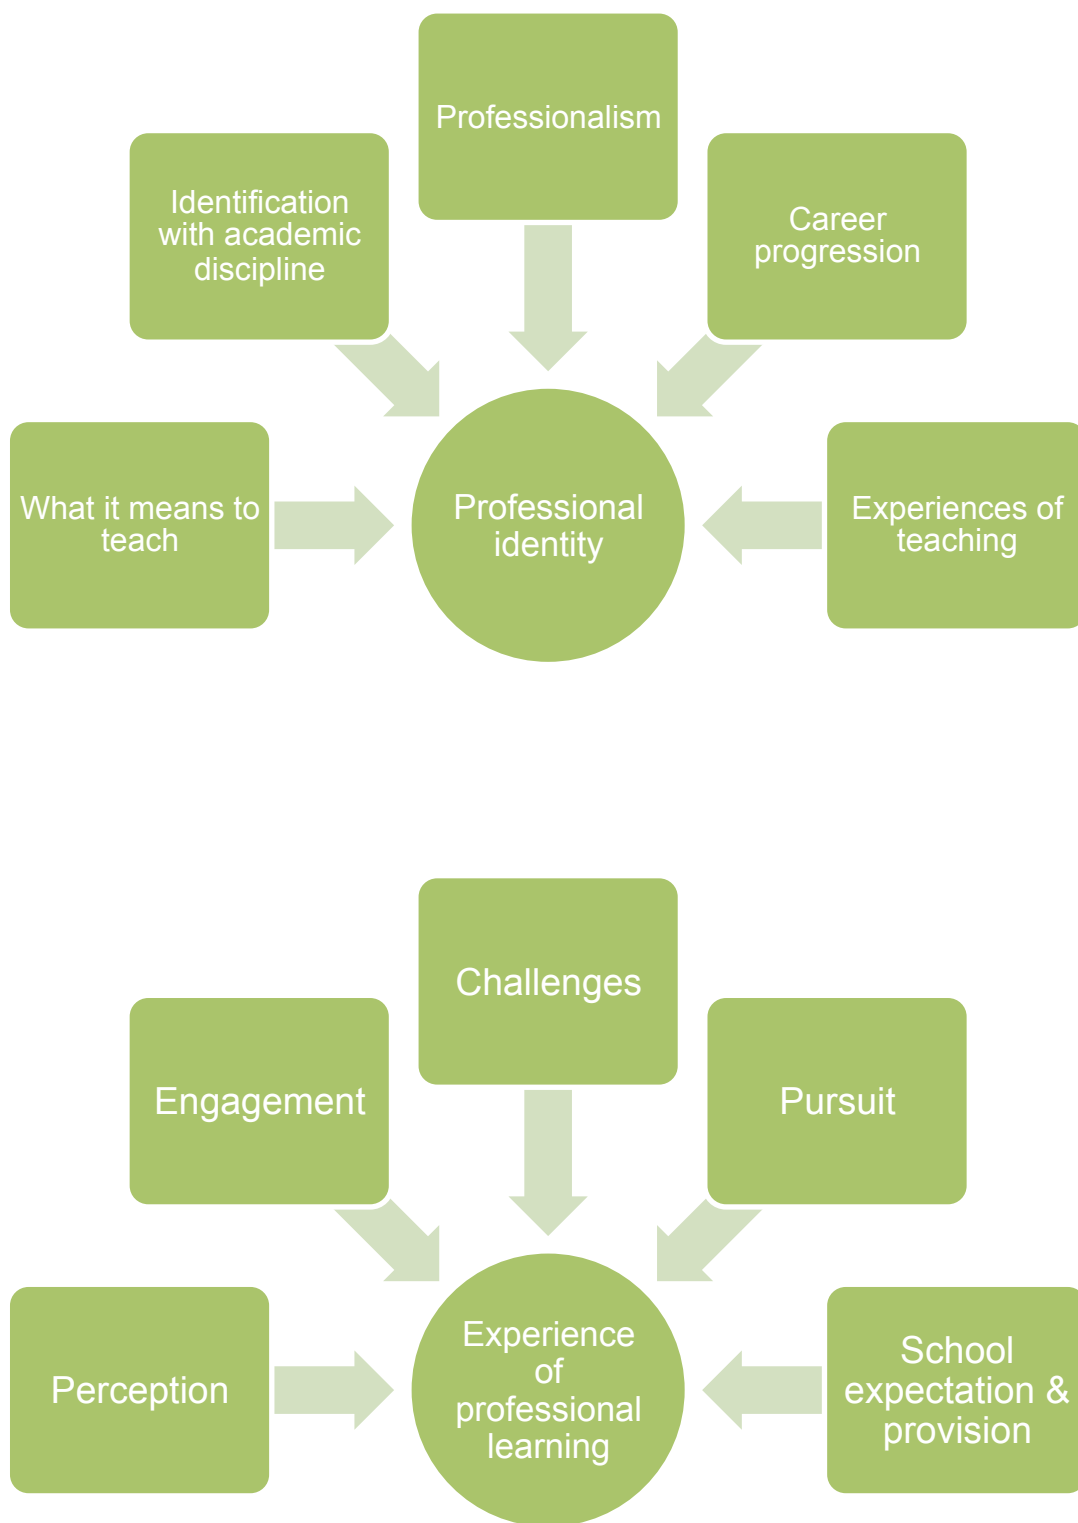 Professionalism
Identification
with academic
discipline
Career
progression
What it means to
teach
Professional
identity
Experiences of
teaching
Challenges
Engagement
Pursuit
Perception
Experience
of
professional
learning
School
expectation &
provision